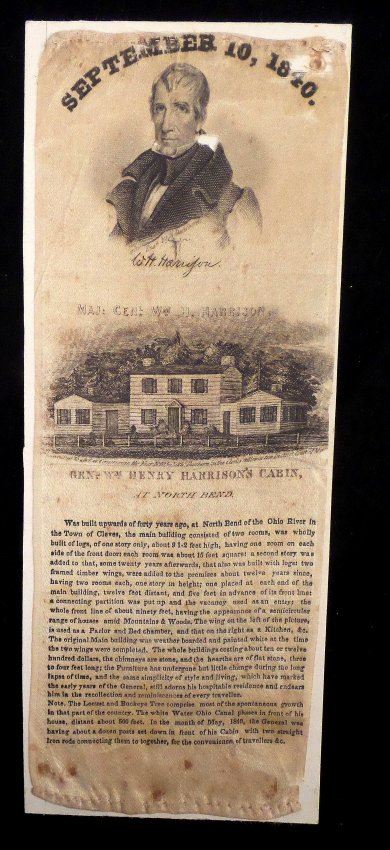 SEPTEMBER 10, 1840.
W H Harrison.
MAJ: GEN: WM H. HARRISON.
GEN: WM HENRY HARRISON'S CABIN,
AT NORTH BEND.
Was built upwards of forty years ago, at North Bend of the Ohio River in
the Town of Cleves, the main building consisted of two rooms, was wholly
built of logs, of one story only, about 9 1-2 feet high, having one room on each
side of the front door: each room was about 15 feet square: a second story was
added to that, some twenty years afterwards, that also was built with logs: two
framed timber wings, were added to the premises about twelve years since,
having two rooms each, one story in height; one placed at each end of the
main building, twelve feet distant, and five feet in advance of its front line:
a connecting partition was put up and the vacancy used as an entry; the
whole front line of about ninety feet, having the appearance of a semicircular
range of houses amid Mountains & Woods. The wing on the left of the picture,
is used as a Parlor and Bed chamber, and that on the right as a Kitchen, &c.
The original Main building was weather boarded and painted white at the time
the two wings were completed. The whole buildings costing about ten or twelve
hundred dollars, the chimneys are stone, and the hearths are of flat stone, three
to four feet long; the Furniture has undergone but little change during the long
lapse of time, and the same simplicity of style and living, which have marked
the early years of the General, still adorns his hospitable residence and endears
him in the recollection and reminiscences of every traveller.
Note. The Locust and Buckeye Tree comprise most of the spontaneous growth
in that part of the country. The white Water Ohio Canal passes in front of his
house, distant about 500 feet. In the month of May, 1840, the General was
having about a dozen posts set down in front of his Cabin with two straight
Iron rods connecting them to together, for the convenience of travellers &c.